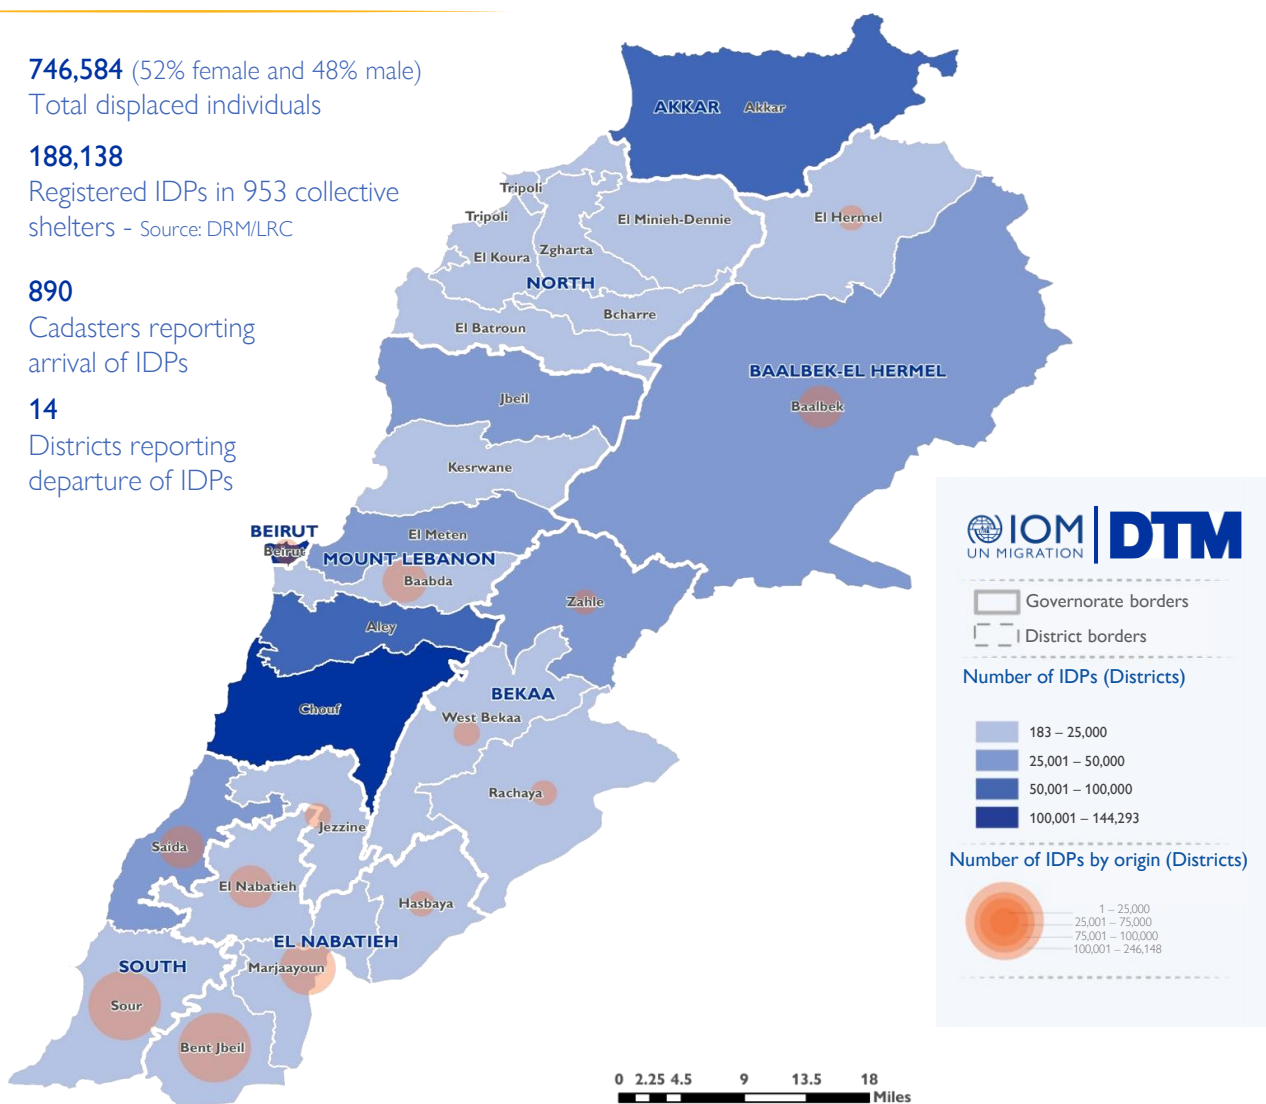 746,584 (52% female and 48% male)
Total displaced individuals
188,138
Registered IDPs in 953 collective
shelters - Source: DRM/LRC
890
Cadasters reporting
arrival of IDPs
14
Districts reporting
departure of IDPs
AKKAR
Akkar
Tripoli
El Minieh-Dennie
El Hermel
Tripoli
El Koura
Zgharta
NORTH
Bcharre
El Batroun
BAALBEK-EL HERMEL
Jbeil
Baalbek
Kesrwane
BEIRUT
El Meten
Beirut
MOUNT LEBANON
Baabda
Zahle
Aley
BEKAA
Chouf
West Bekaa
Rachaya
Jezzine
Saida
El Nabatieh
Hasbaya
EL NABATIEH
SOUTH
Marjaayoun
Sour
Bent Jbeil
IOM
UN MIGRATION
DTM
Governorate borders
District borders
Number of IDPs (Districts)
183 – 25,000
25,001 – 50,000
50,001 – 100,000
100,001 – 144,293
Number of IDPs by origin (Districts)
1 – 25,000
25,001 – 75,000
75,001 – 100,000
100,001 – 246,148
0 2.25 4.5 9 13.5 18
Miles